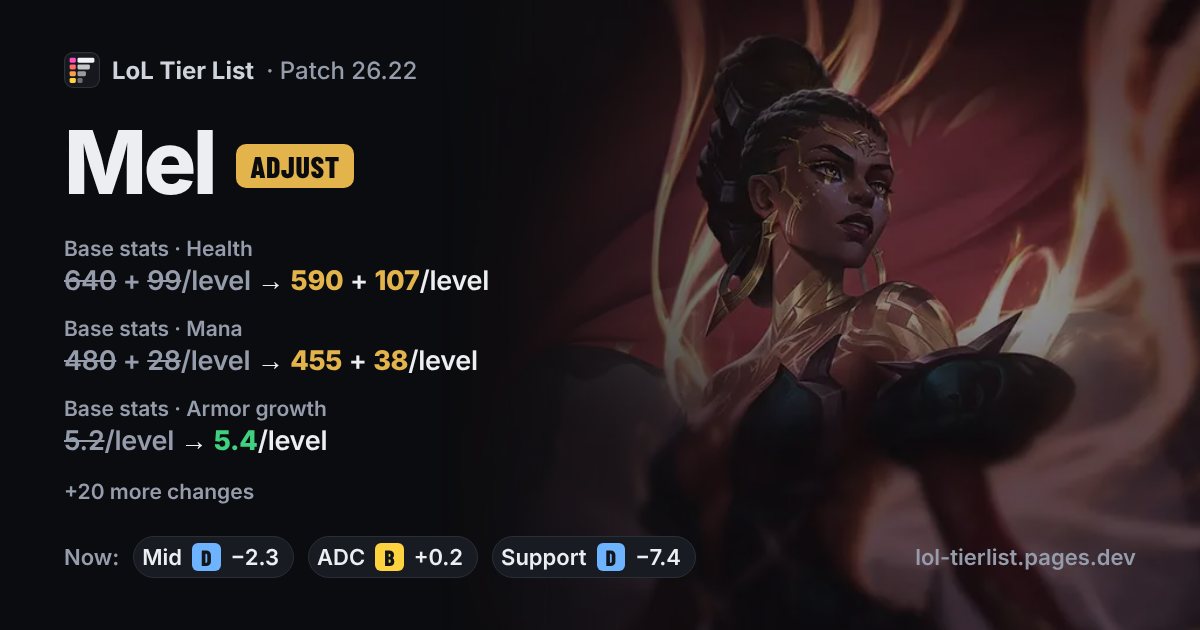 LoL Tier List · Patch 26.22
Mel ADJUST
Base stats · Health
640 + 99/level → 590 + 107/level
Base stats · Mana
480 + 28/level → 455 + 38/level
Base stats · Armor growth
5.2/level → 5.4/level
+20 more changes
Now: Mid D −2.3 ADC B +0.2 Support D −7.4
lol-tierlist.pages.dev